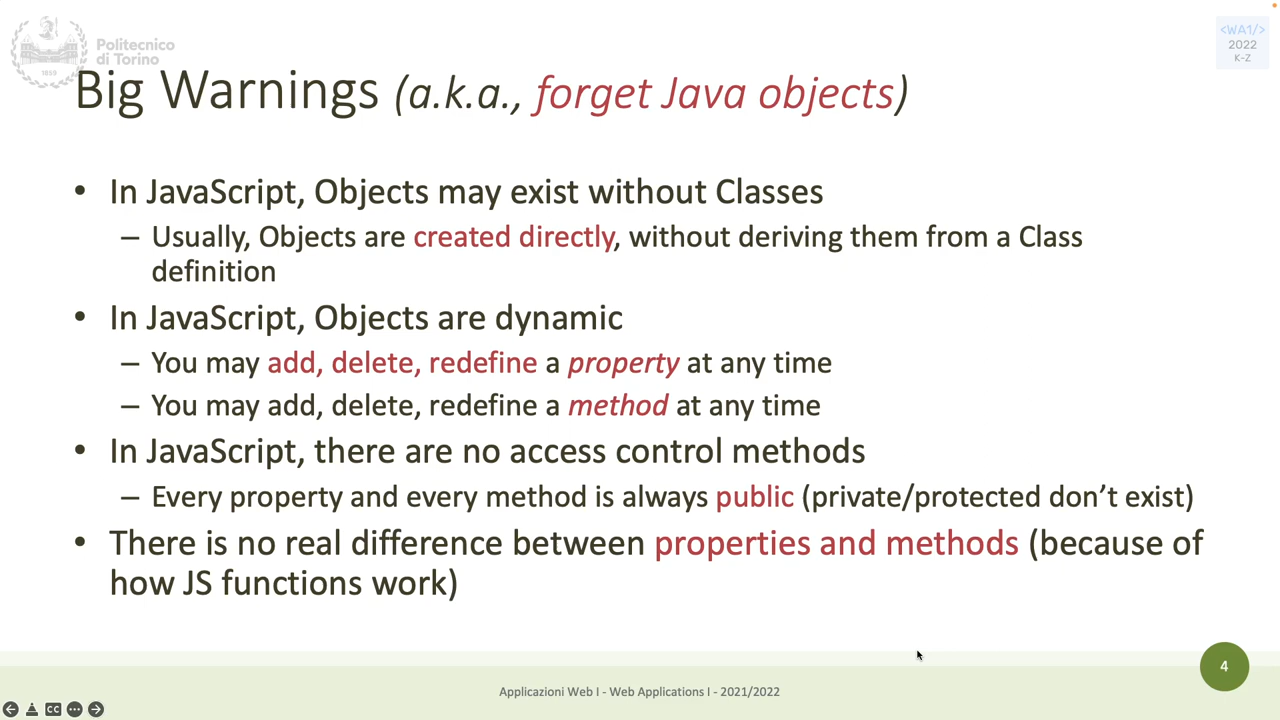 Politecnico
di Torino
1859
<WA1/>
2022
K-Z
Big Warnings (a.k.a., forget Java objects)
• In JavaScript, Objects may exist without Classes
– Usually, Objects are created directly, without deriving them from a Class
definition
• In JavaScript, Objects are dynamic
– You may add, delete, redefine a property at any time
– You may add, delete, redefine a method at any time
• In JavaScript, there are no access control methods
– Every property and every method is always public (private/protected don’t exist)
• There is no real difference between properties and methods (because of
how JS functions work)
4
Applicazioni Web I - Web Applications I - 2021/2022
CC